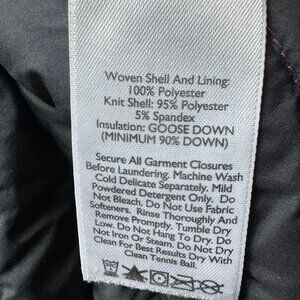 Woven Shell And Lining:
100% Polyester
Knit Shell: 95% Polyester
5% Spandex
Insulation: GOOSE DOWN
(MINIMUM 90% DOWN)
Secure All Garment Closures
Before Laundering. Machine Wash
Cold Delicate Separately. Mild
Powdered Detergent Only. Do
Not Bleach. Do Not Use Fabric
Softeners. Rinse Thoroughly And
Remove Promptly. Tumble Dry
Low. Do Not Hang To Dry. Do
Not Iron Or Steam. Do Not Dry
Clean For Best Results Dry With
Clean Tennis Ball.